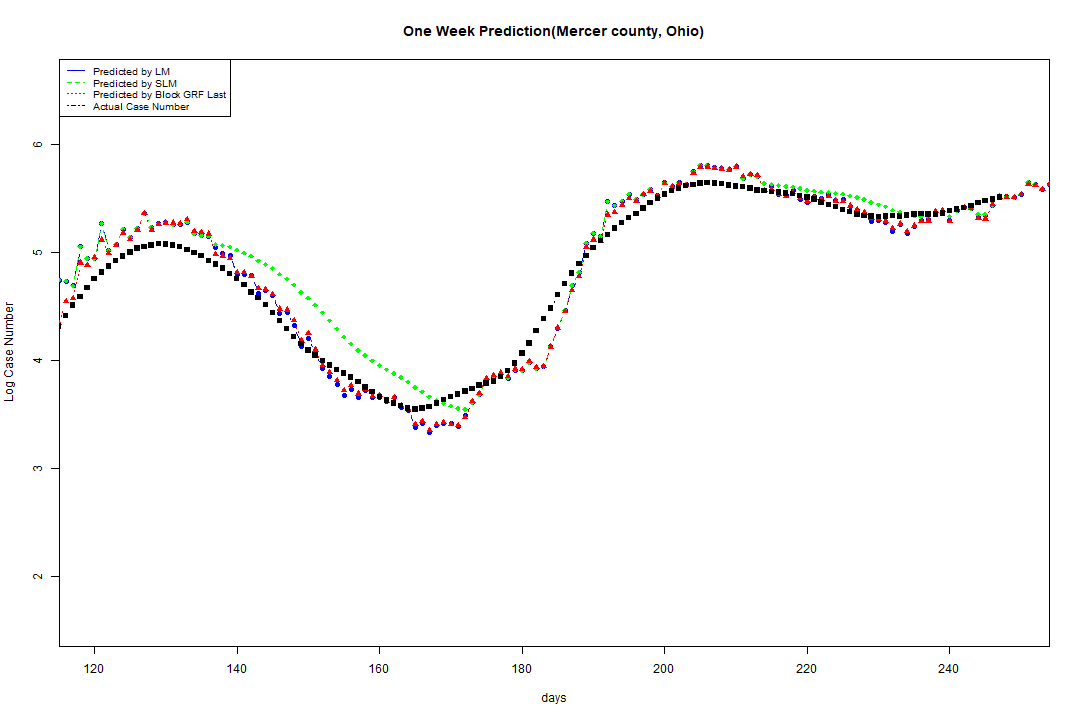 One Week Prediction(Mercer county, Ohio)
Predicted by LM
Predicted by SLM
Predicted by Block GRF Last
Actual Case Number
6
5
4
3
2
Log Case Number
120 140 160 180 200 220 240
days